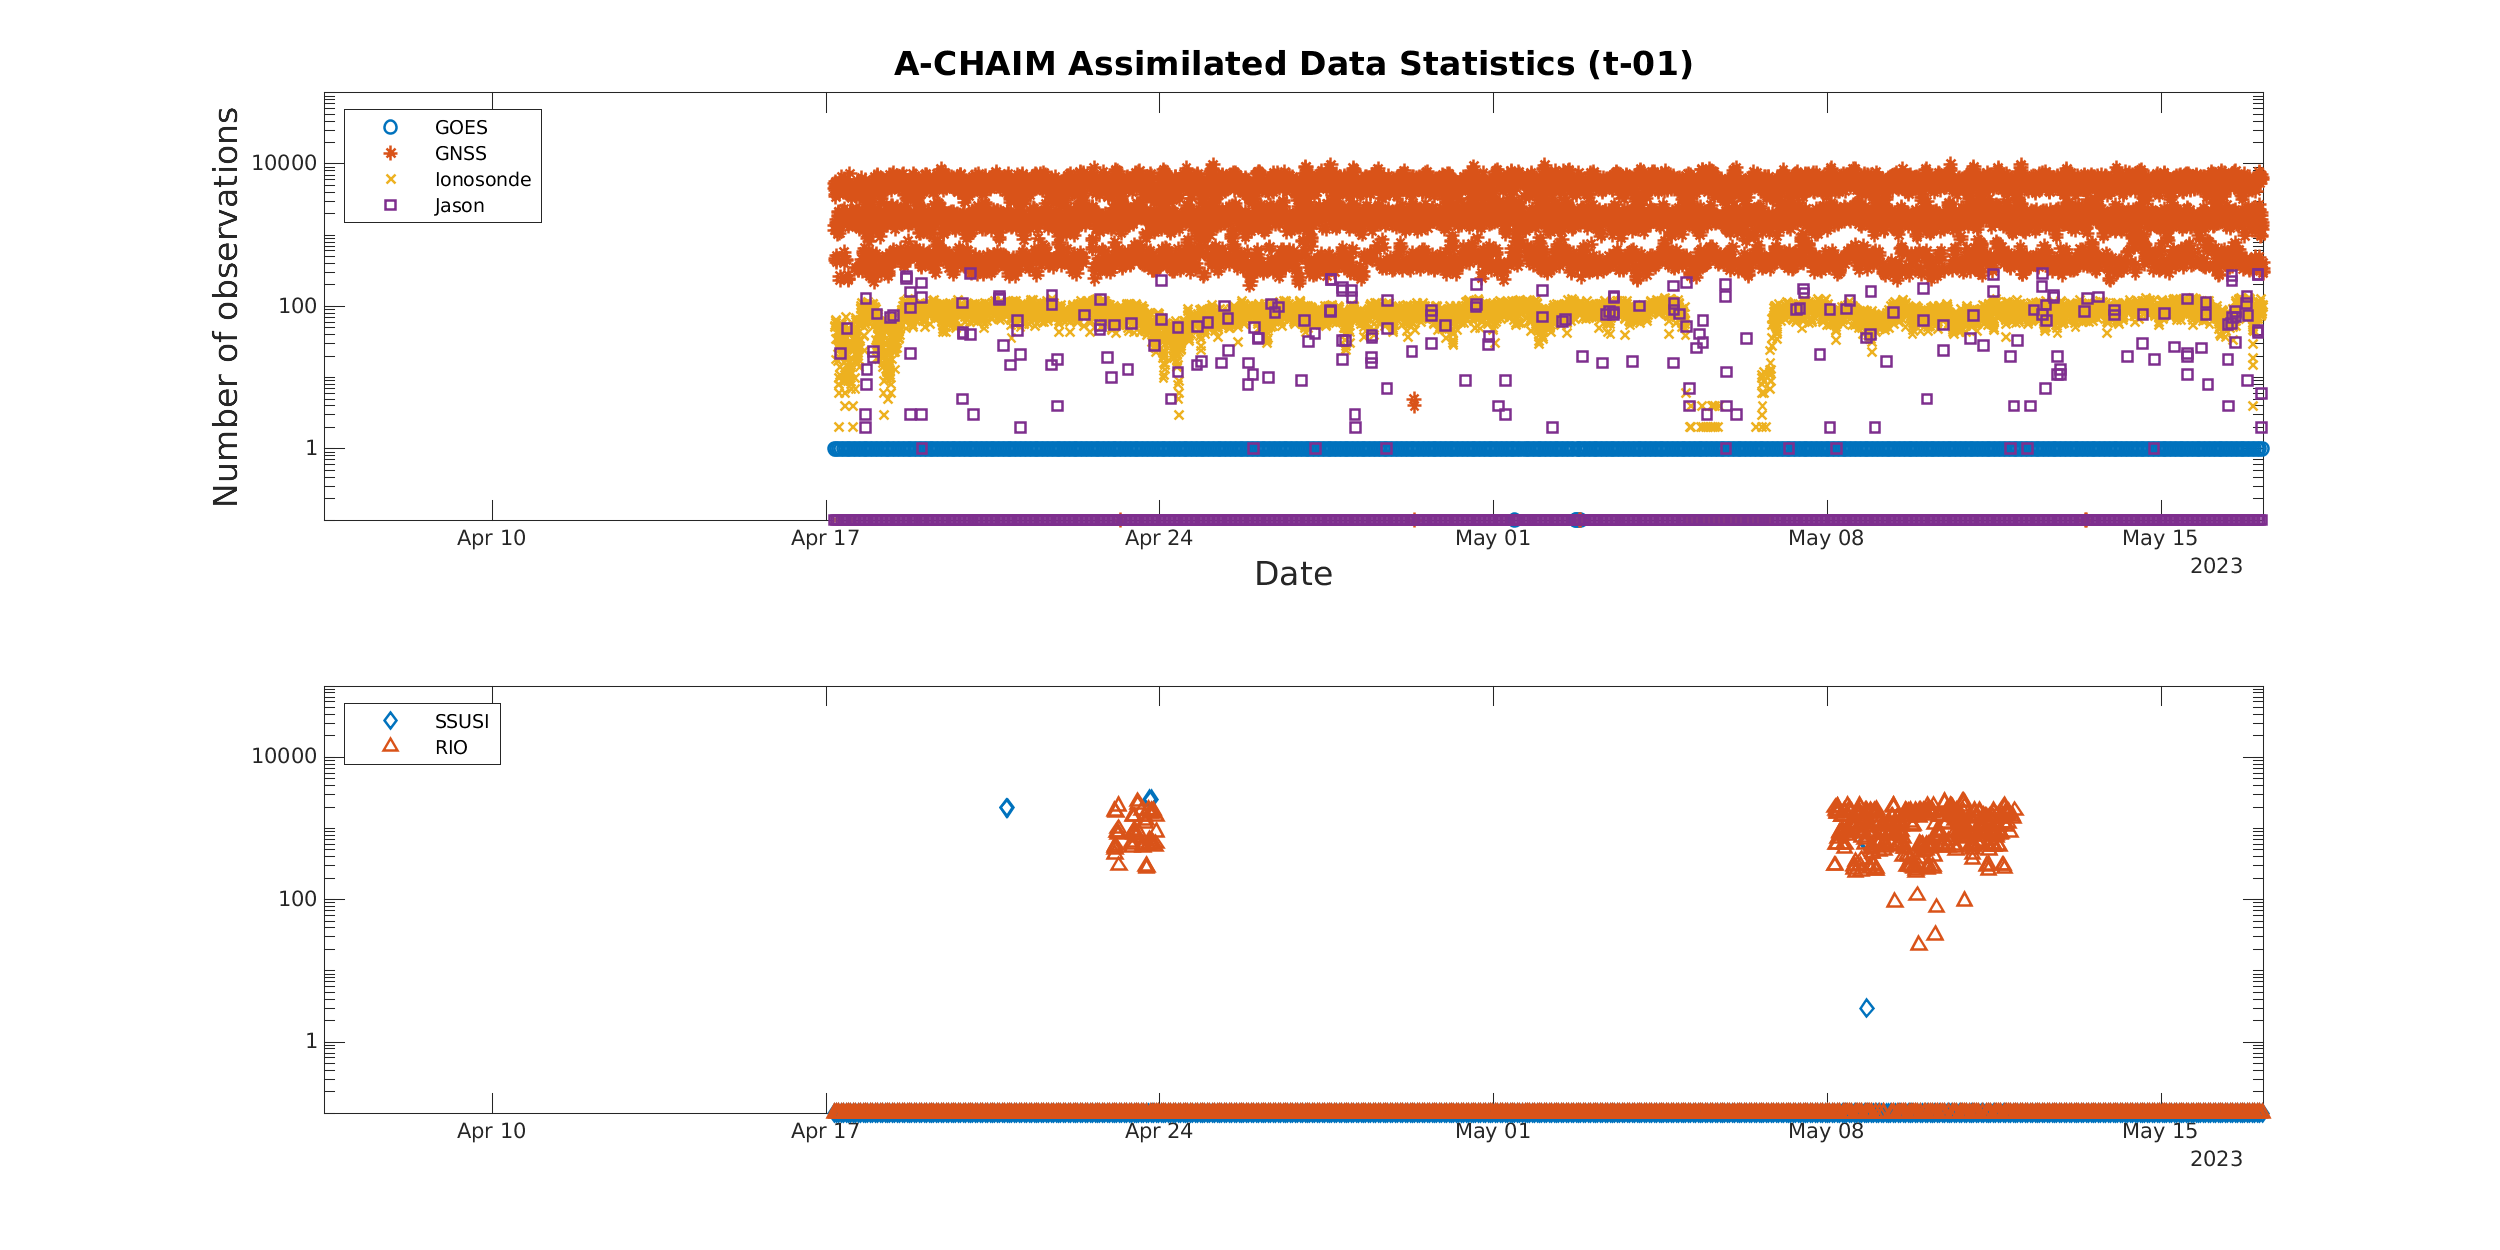 A-CHAIM Assimilated Data Statistics (t-01)
Number of observations
GOES
GNSS
Ionosonde
Jason
10000
100
1
Apr 10
Apr 17
Apr 24
May 01
May 08
May 15
2023
Date
SSUSI
RIO
10000
100
1
Apr 10
Apr 17
Apr 24
May 01
May 08
May 15
2023